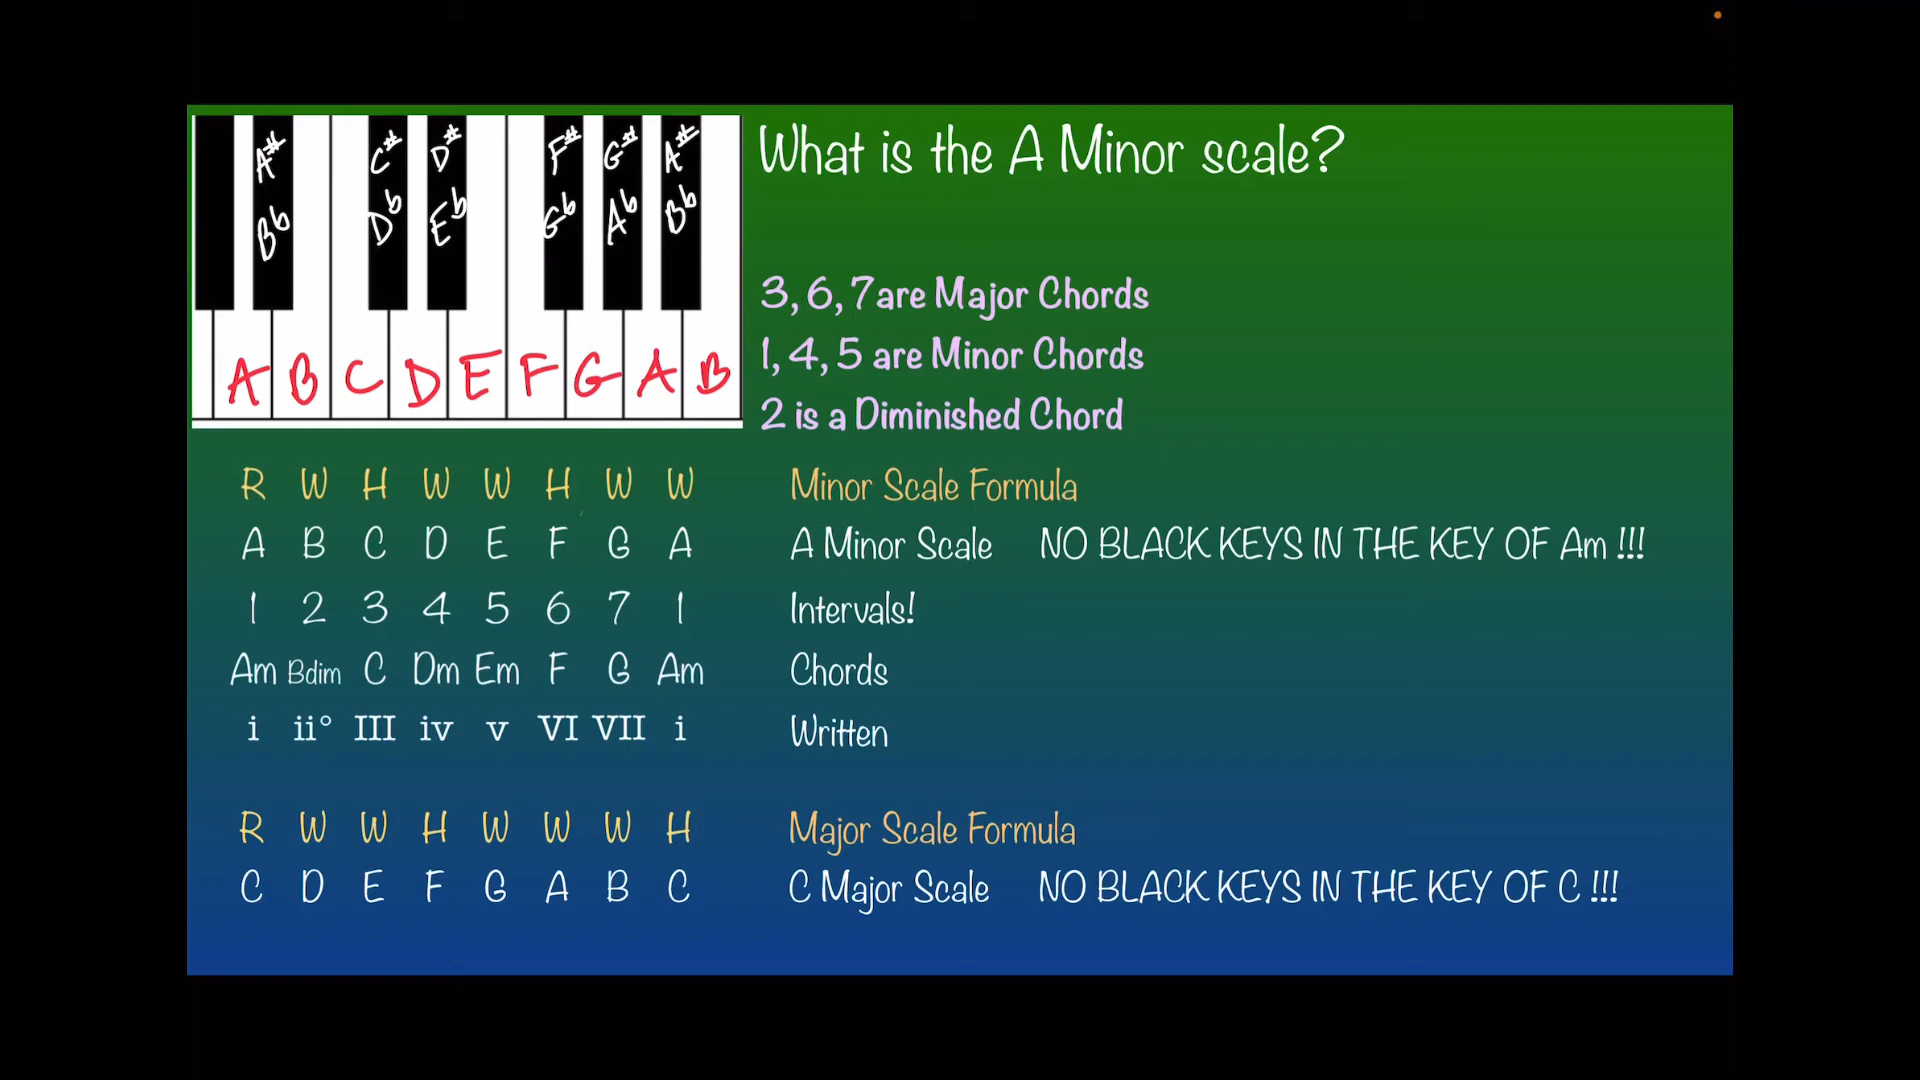 A# C# D# F# G# A#
Bb Db Eb Gb Ab Bb
A B C D E F G A B
What is the A Minor scale?
3, 6, 7 are Major Chords
1, 4, 5 are Minor Chords
2 is a Diminished Chord
R W H W W H W W Minor Scale Formula
A B C D E F G A A Minor Scale NO BLACK KEYS IN THE KEY OF Am !!!
1 2 3 4 5 6 7 1 Intervals!
Am Bdim C Dm Em F G Am Chords
i ii° III iv v VI VII i Written
R W W H W W W H Major Scale Formula
C D E F G A B C C Major Scale NO BLACK KEYS IN THE KEY OF C !!!